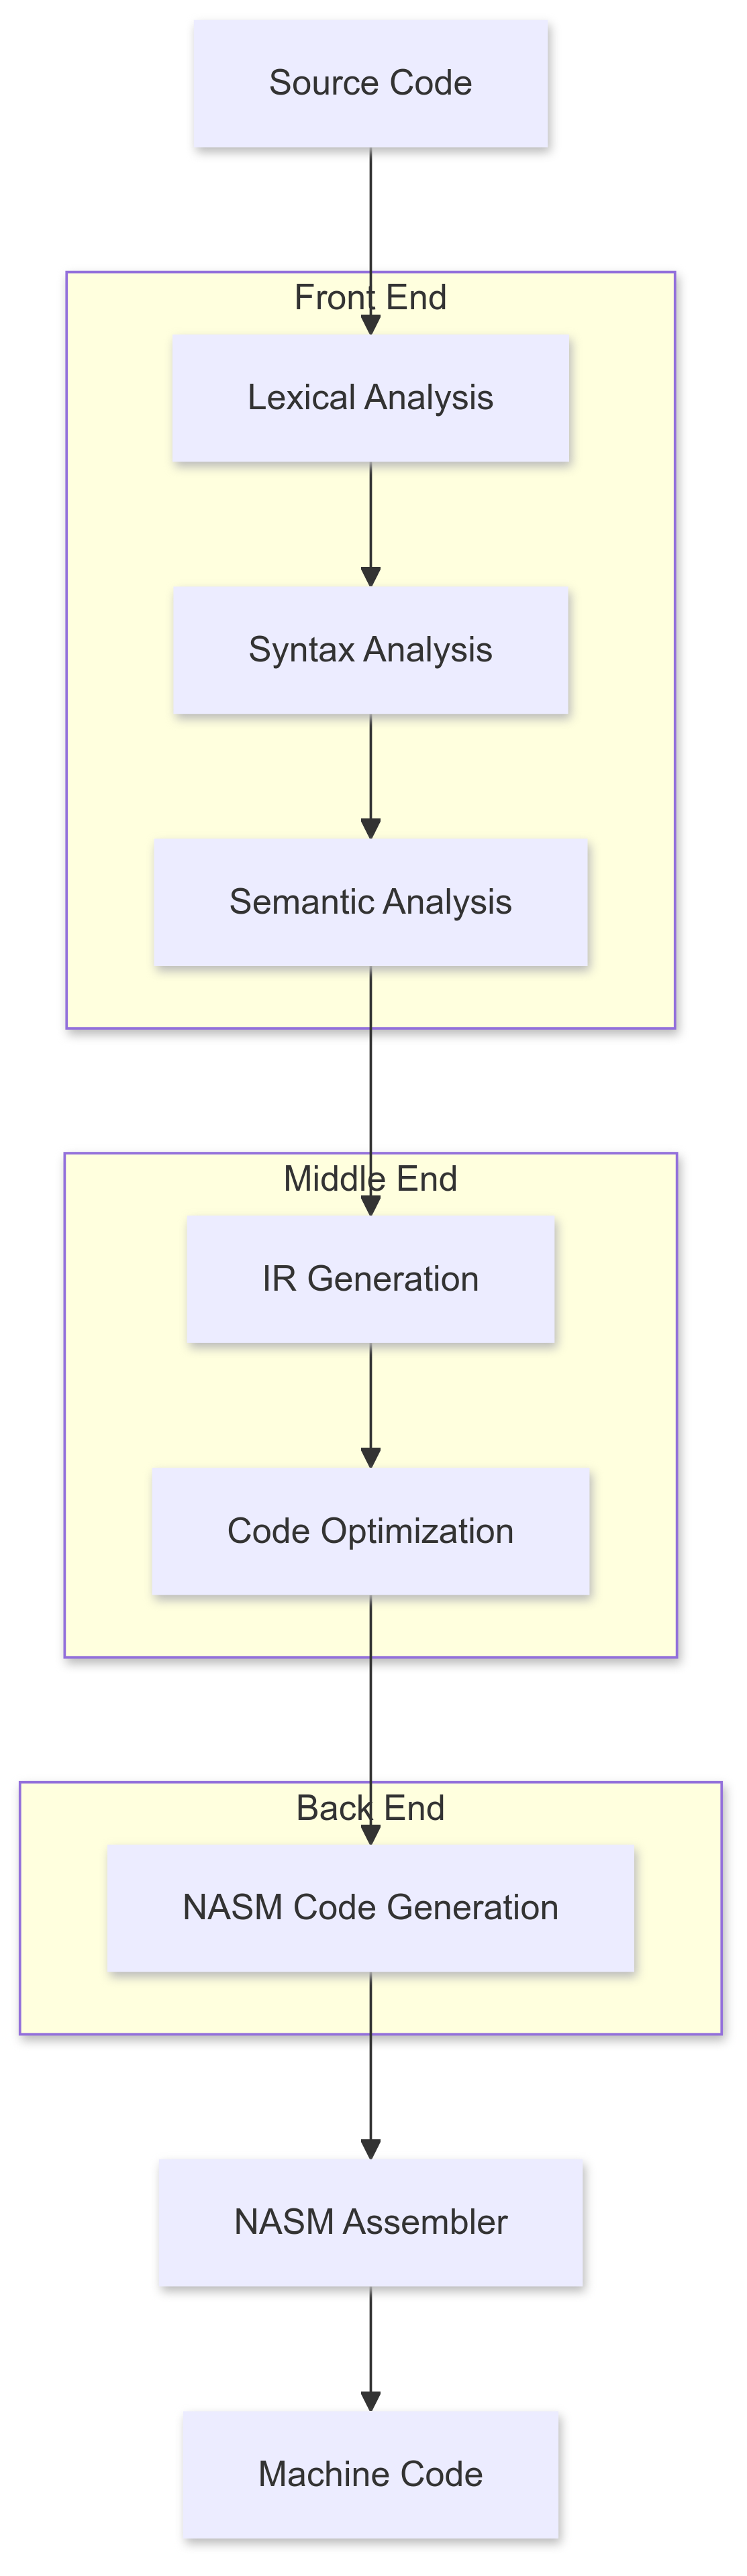 Source Code
Front End
Lexical Analysis
Syntax Analysis
Semantic Analysis
Middle End
IR Generation
Code Optimization
Back End
NASM Code Generation
NASM Assembler
Machine Code